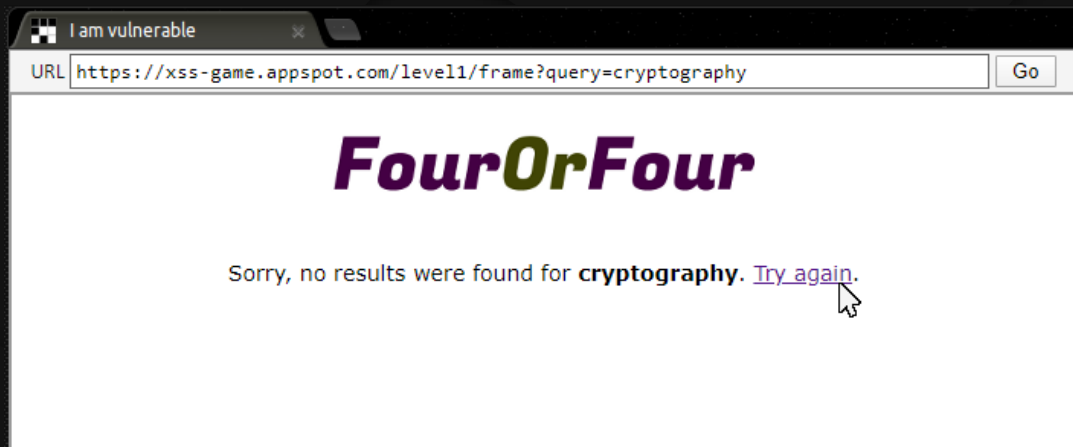 I am vulnerable
URL https://xss-game.appspot.com/level1/frame?query=cryptography Go
FourOrFour
Sorry, no results were found for cryptography. Try again.